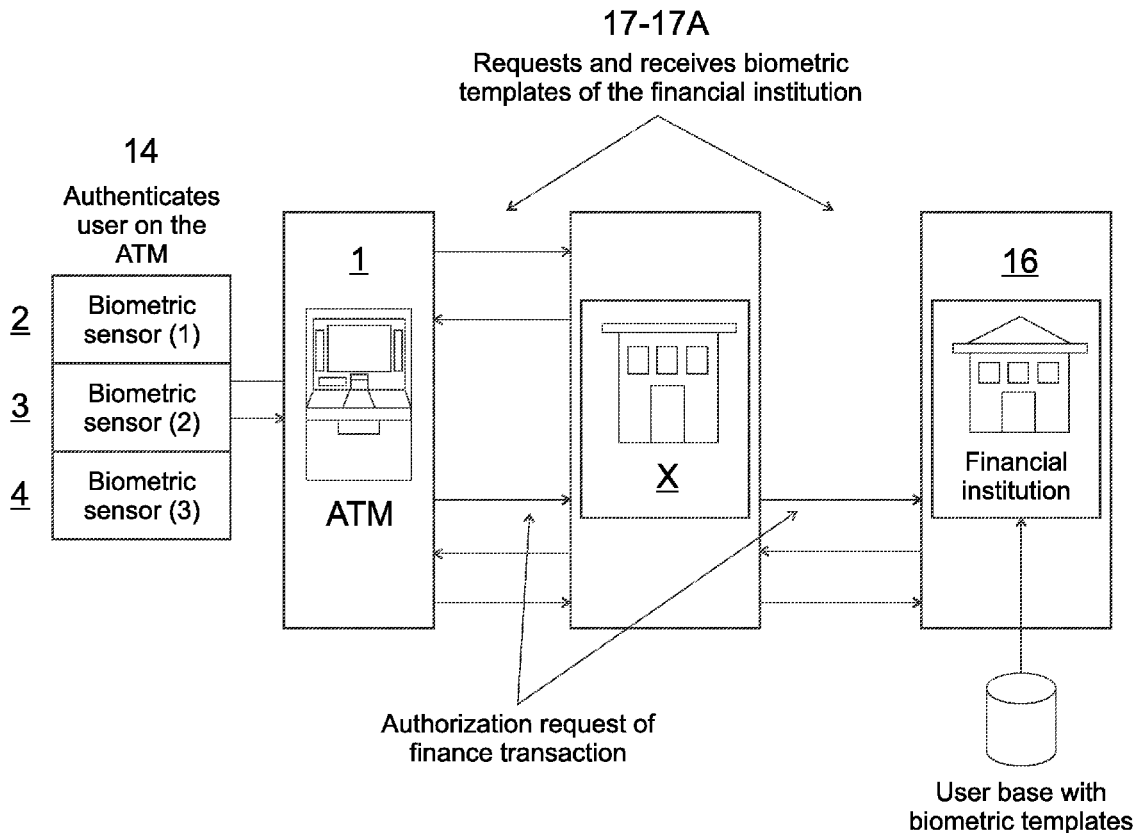 17-17A
Requests and receives biometric
templates of the financial institution
14
Authenticates
user on the
ATM
2
Biometric
sensor (1)
3
Biometric
sensor (2)
4
Biometric
sensor (3)
1
ATM
X
16
Financial
institution
Authorization request of
finance transaction
User base with
biometric templates